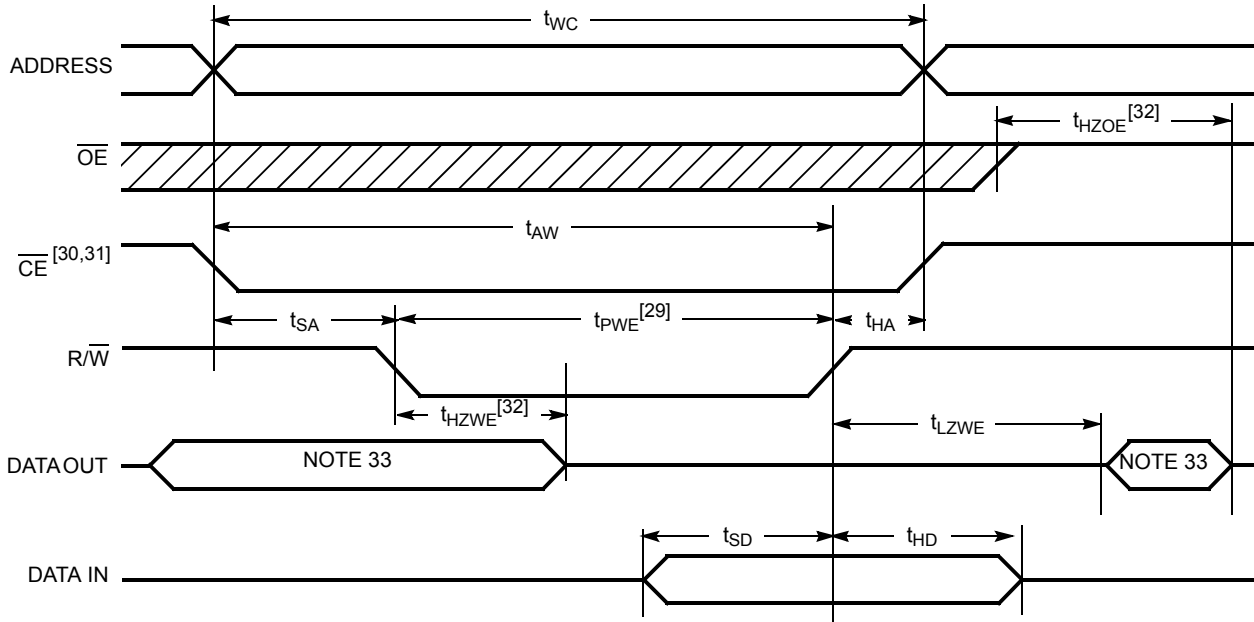 tWC
ADDRESS
tHZOE[32]
OE
tAW
CE [30,31]
tSA
tPWE[29]
tHA
R/W
tHZWE[32]
tLZWE
DATA OUT
NOTE 33
NOTE 33
tSD
tHD
DATA IN